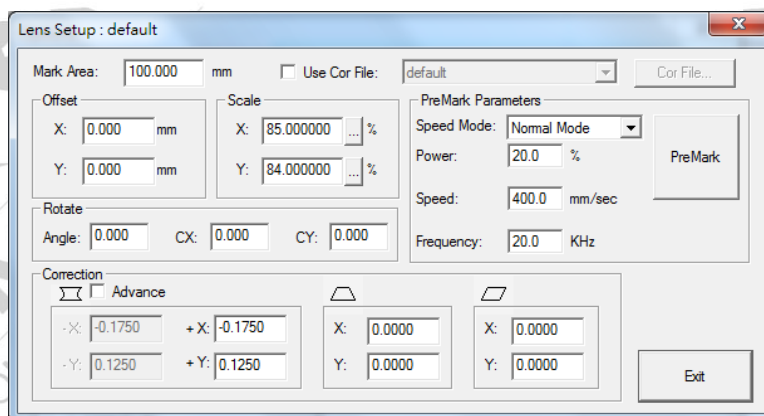 Lens Setup : default
Mark Area: 100.000 mm Use Cor File: default Cor File...
Offset
X: 0.000 mm
Y: 0.000 mm
Scale
X: 85.000000 ... %
Y: 84.000000 ... %
PreMark Parameters
Speed Mode: Normal Mode
Power: 20.0 %
Speed: 400.0 mm/sec
Frequency: 20.0 KHz
PreMark
Rotate
Angle: 0.000 CX: 0.000 CY: 0.000
Correction
Advance
- X: -0.1750 + X: -0.1750
- Y: 0.1250 + Y: 0.1250
X: 0.0000
Y: 0.0000
X: 0.0000
Y: 0.0000
Exit